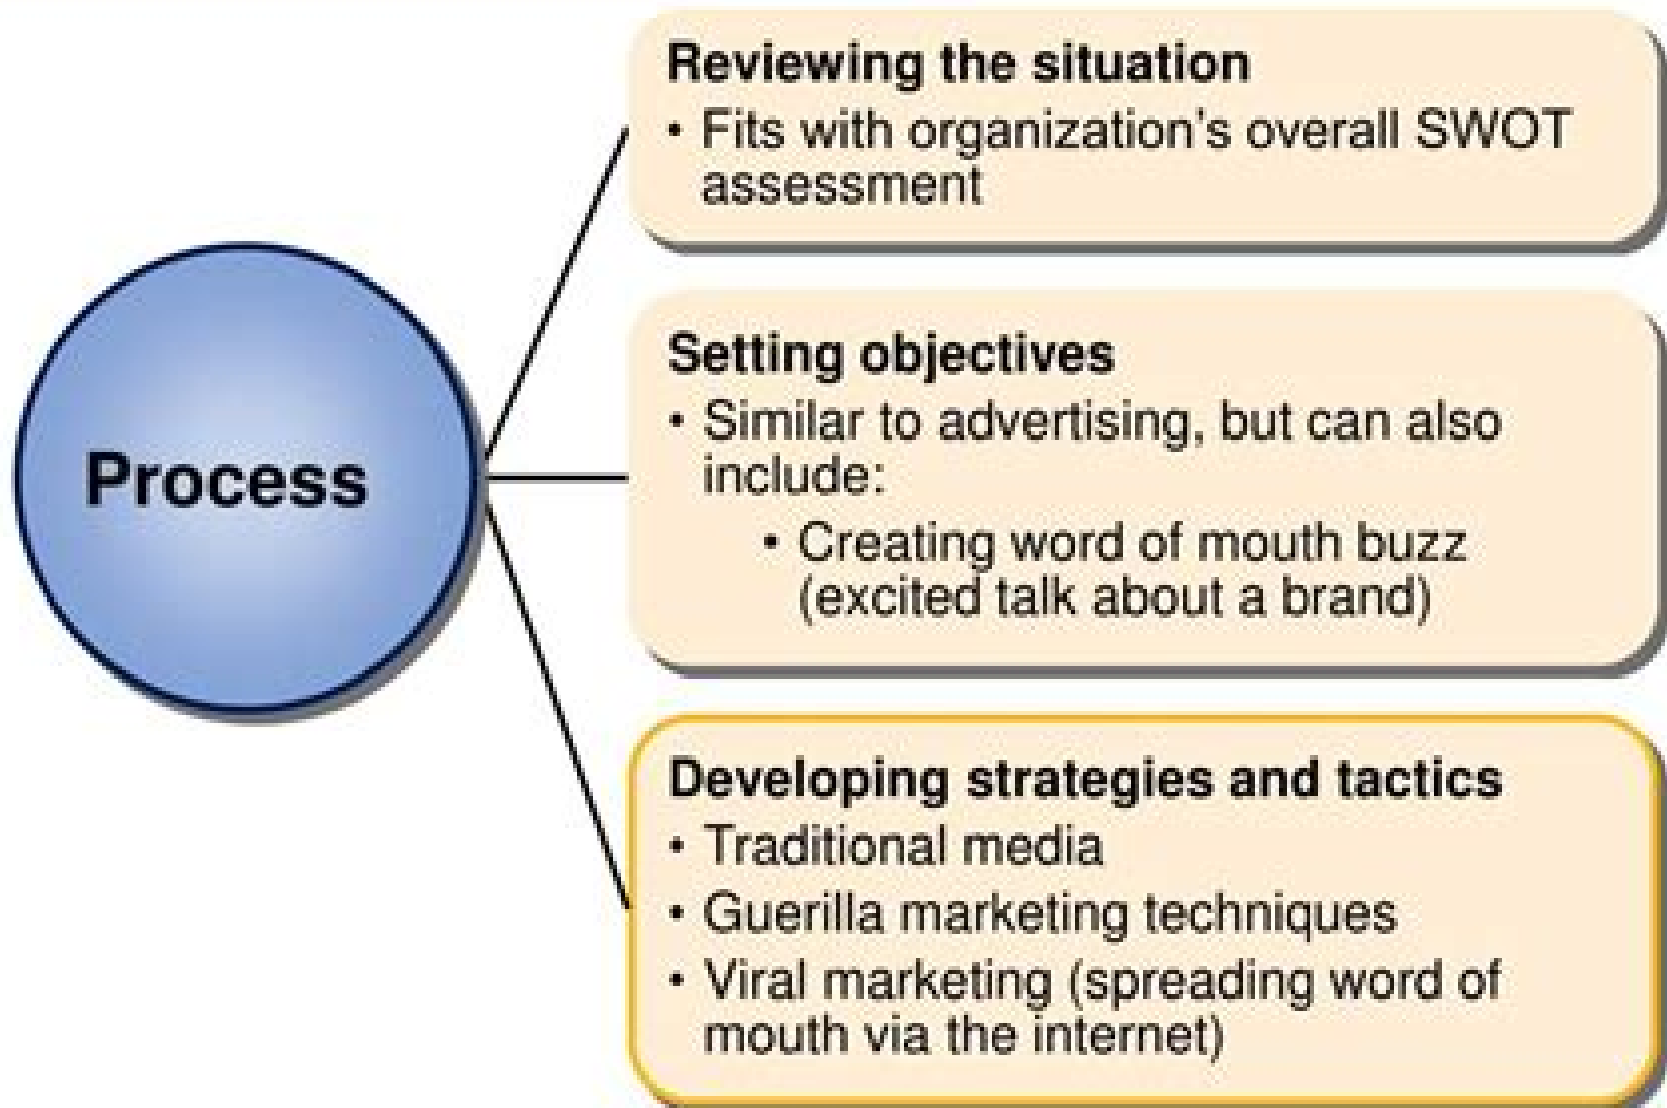 Process
Reviewing the situation
• Fits with organization's overall SWOT
assessment
Setting objectives
• Similar to advertising, but can also
include:
• Creating word of mouth buzz
(excited talk about a brand)
Developing strategies and tactics
• Traditional media
• Guerilla marketing techniques
• Viral marketing (spreading word of
mouth via the internet)